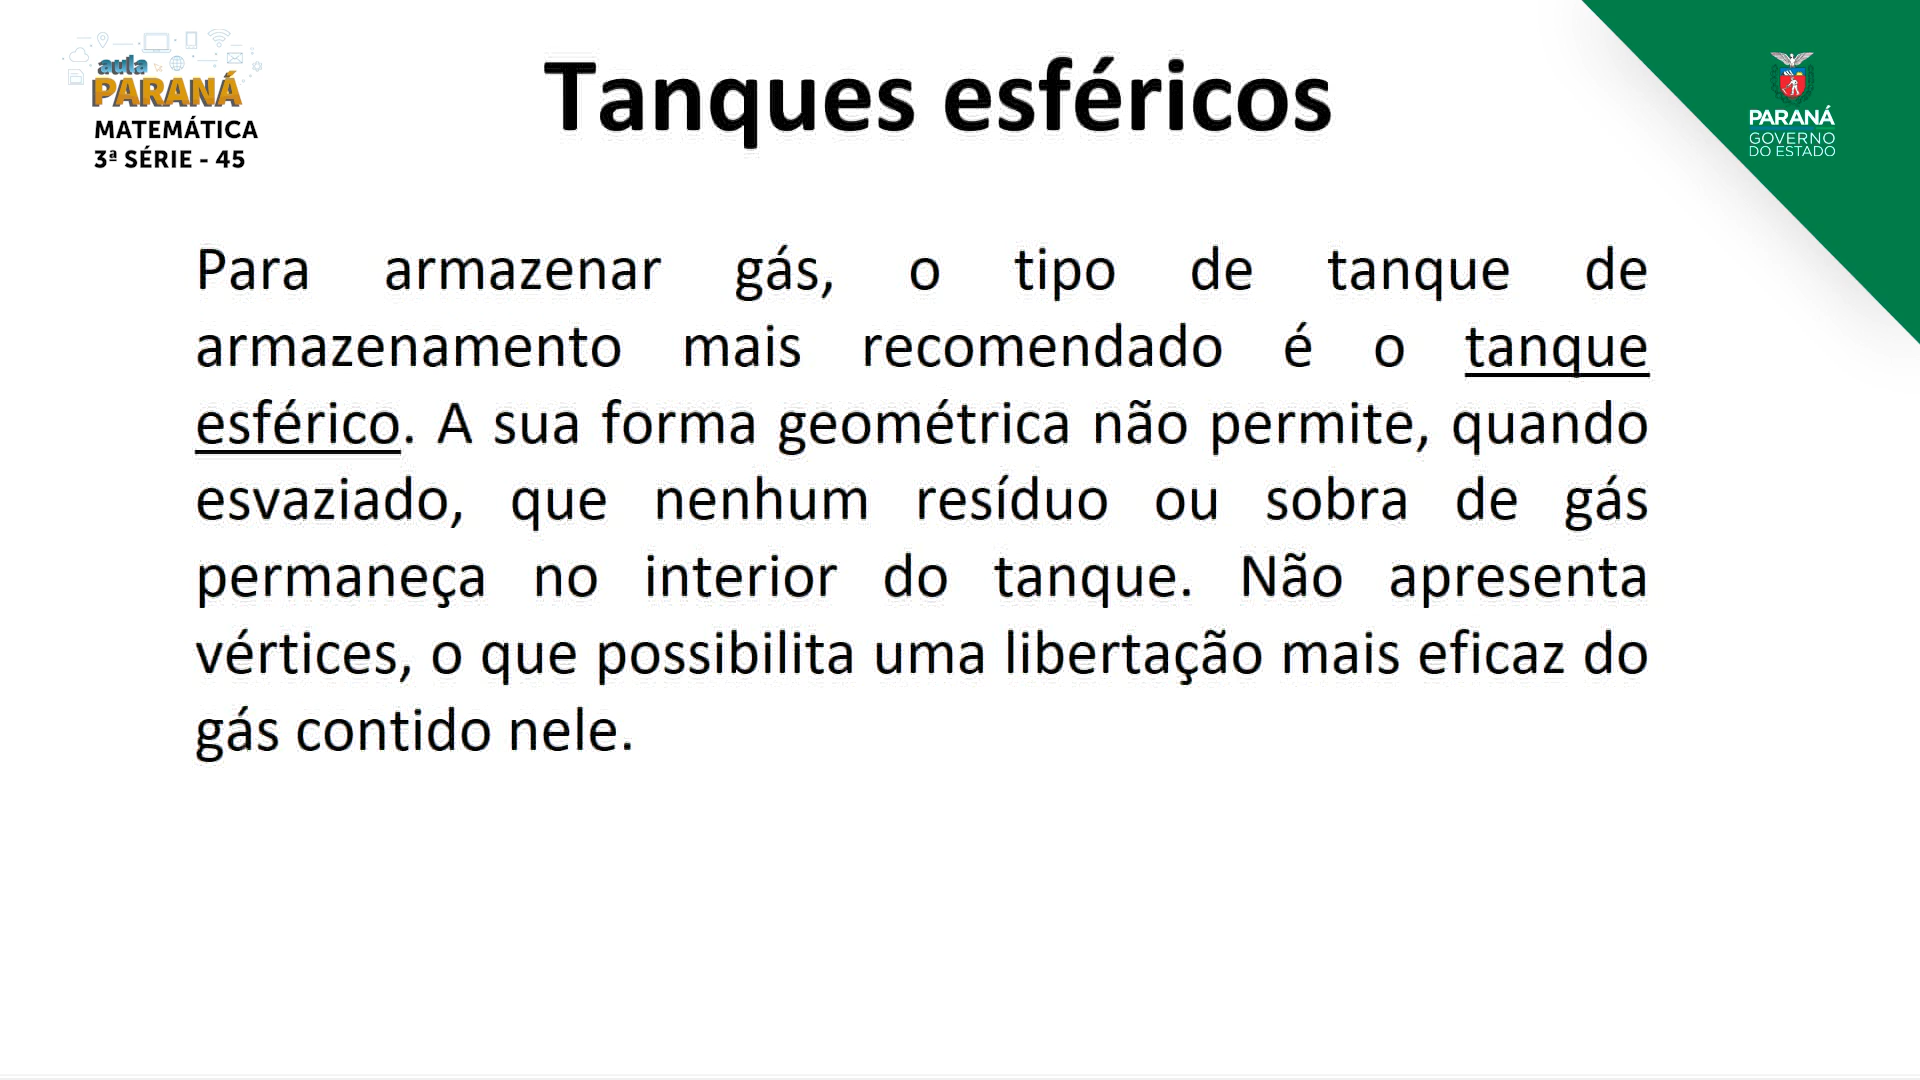 aula
PARANÁ
MATEMÁTICA
3ª SÉRIE - 45
Tanques esféricos
PARANÁ
GOVERNO
DO ESTADO
Para armazenar gás, o tipo de tanque de
armazenamento mais recomendado é o tanque
esférico. A sua forma geométrica não permite, quando
esvaziado, que nenhum resíduo ou sobra de gás
permaneça no interior do tanque. Não apresenta
vértices, o que possibilita uma libertação mais eficaz do
gás contido nele.